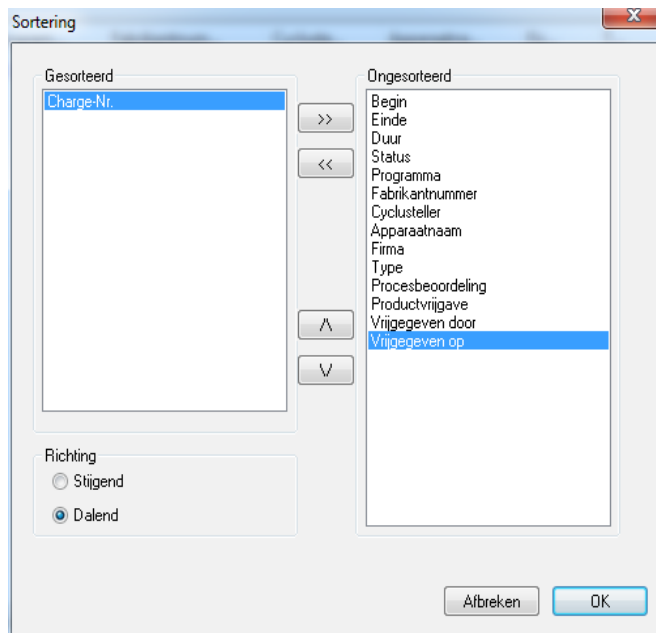 Sortering
X
Gesorteerd
Charge-Nr.
>>
<<
/\
\/
Ongesorteerd
Begin
Einde
Duur
Status
Programma
Fabrikantnummer
Cyclusteller
Apparaatnaam
Firma
Type
Procesbeoordeling
Productvrijgave
Vrijgegeven door
Vrijgegeven op
Richting
Stijgend
Dalend
Afbreken
OK